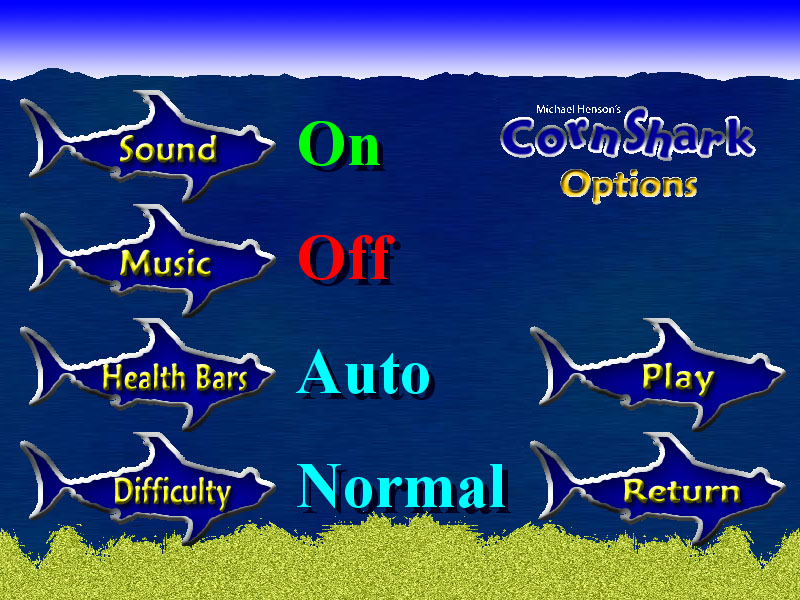 Michael Henson's
CornShark
Options
Sound On
Music Off
Health Bars Auto
Play
Difficulty Normal
Return